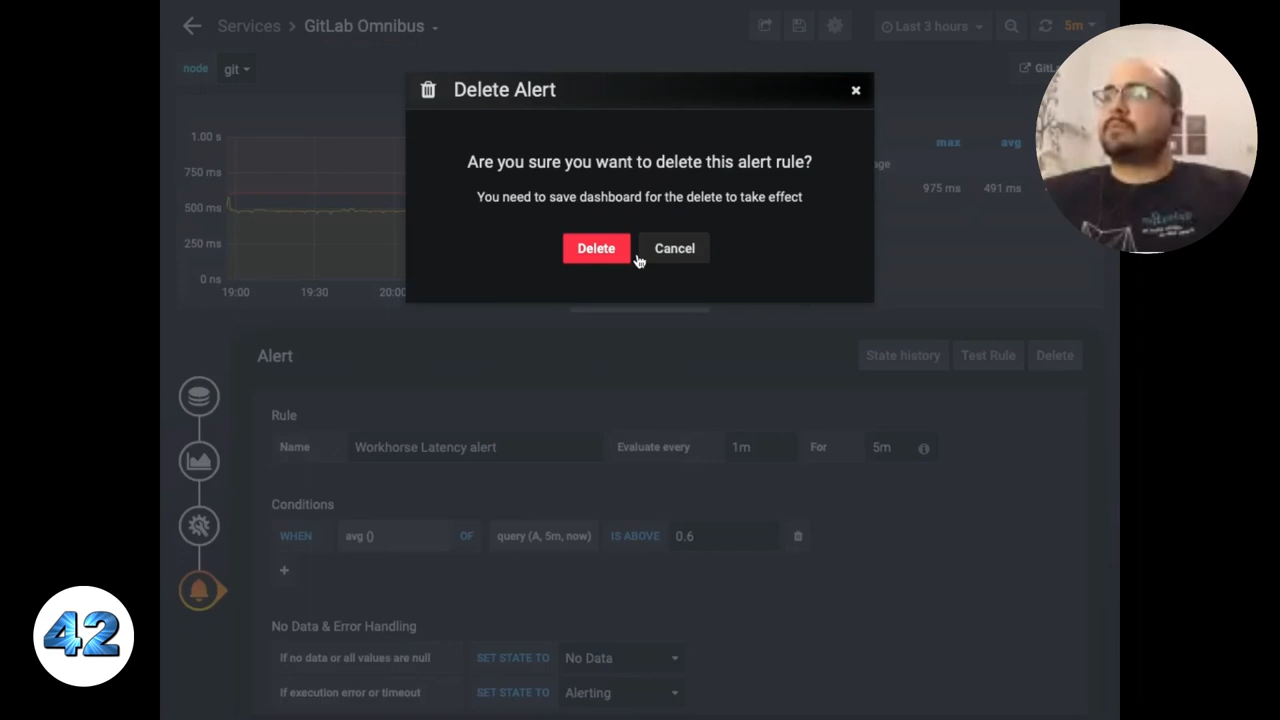 Services > GitLab Omnibus
Last 3 hours
5m
node git
GitLa
Delete Alert
×
Are you sure you want to delete this alert rule?
You need to save dashboard for the delete to take effect
Delete
Cancel
1.00 s
750 ms
500 ms
250 ms
0 ns
19:00 19:30 20:00
max avg
age
975 ms 491 ms
Alert
State history Test Rule Delete
Rule
Name Workhorse Latency alert Evaluate every 1m For 5m
Conditions
WHEN avg () OF query (A, 5m, now) IS ABOVE 0.6
+
No Data & Error Handling
If no data or all values are null SET STATE TO No Data
If execution error or timeout SET STATE TO Alerting
42